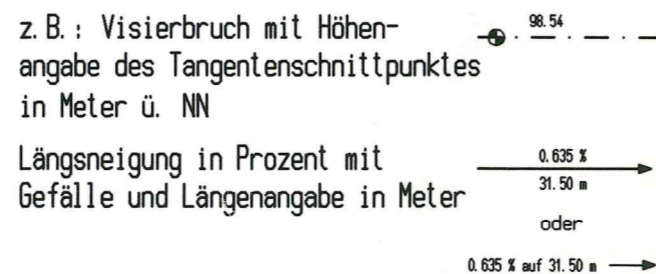 z. B. : Visierbruch mit Höhen-
angabe des Tangentenschnittpunktes
in Meter ü. NN
98.54
Längsneigung in Prozent mit
Gefälle und Längenangabe in Meter
0.635 %
31.50 m
oder
0.635 % auf 31.50 m